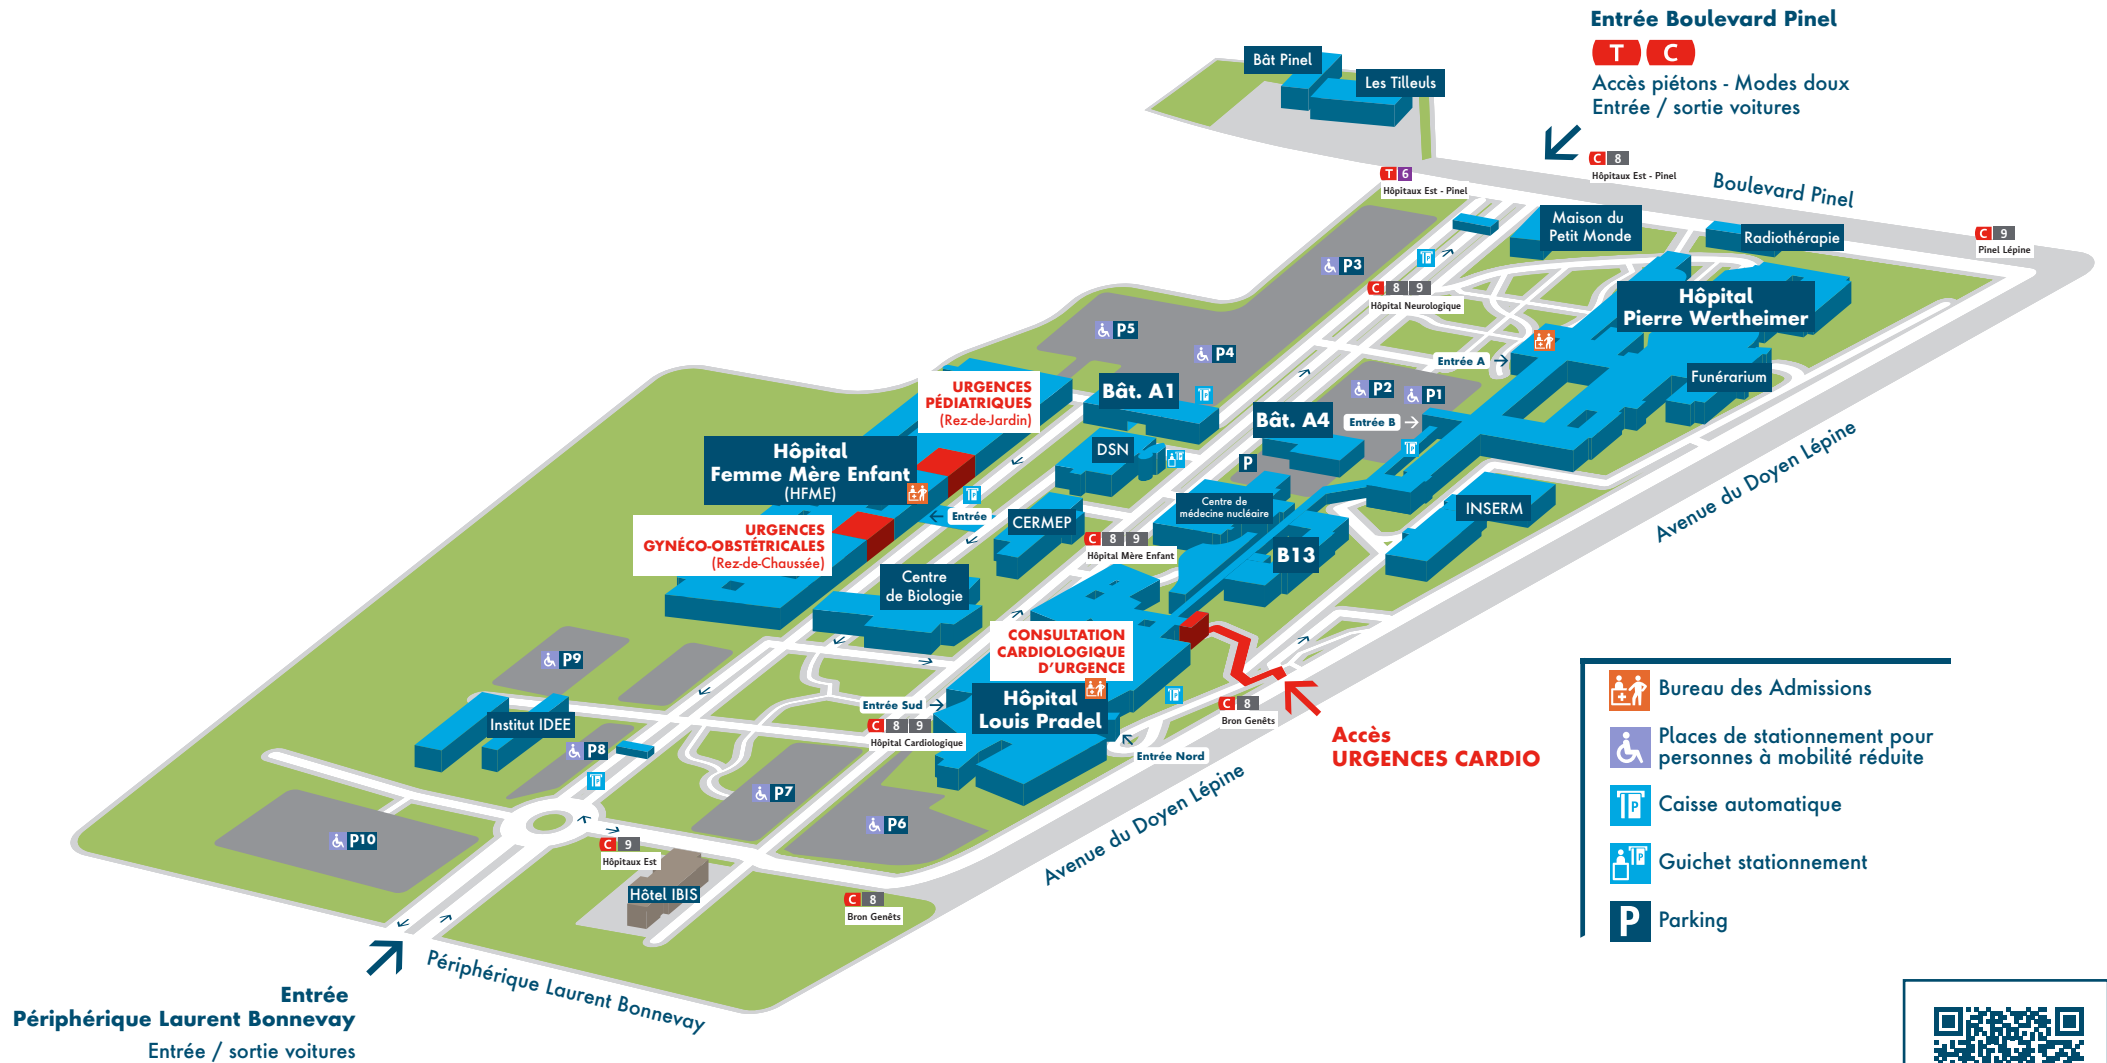 Entrée Boulevard Pinel
T C
Accès piétons - Modes doux
Entrée / sortie voitures
Bât Pinel
Les Tilleuls
C 8
Hôpitaux Est - Pinel
T 6
Hôpitaux Est - Pinel
Boulevard Pinel
Maison du
Petit Monde
Radiothérapie
C 9
Pinel Lépine
P3
C 8 9
Hôpital Neurologique
Hôpital
Pierre Wertheimer
P5
P4
Entrée A
Funérarium
P2
P1
Entrée B
URGENCES
PÉDIATRIQUES
(Rez-de-Jardin)
Bât. A1
Bât. A4
DSN
P
Hôpital
Femme Mère Enfant
(HFME)
Entrée
CERMEP
Centre de
médecine nucléaire
INSERM
Avenue du Doyen Lépine
URGENCES
GYNÉCO-OBSTÉTRICALES
(Rez-de-Chaussée)
C 8 9
Hôpital Mère Enfant
B13
Centre
de Biologie
CONSULTATION
CARDIOLOGIQUE
D'URGENCE
P9
Entrée Sud
Hôpital
Louis Pradel
C 8
Bron Genêts
C 8 9
Hôpital Cardiologique
Institut IDEE
P8
Entrée Nord
Accès
URGENCES CARDIO
P7
P6
P10
Avenue du Doyen Lépine
C 9
Hôpitaux Est
Hôtel IBIS
C 8
Bron Genêts
Périphérique Laurent Bonnevay
Entrée
Périphérique Laurent Bonnevay
Entrée / sortie voitures
Bureau des Admissions
Places de stationnement pour
personnes à mobilité réduite
P Caisse automatique
P Guichet stationnement
P Parking